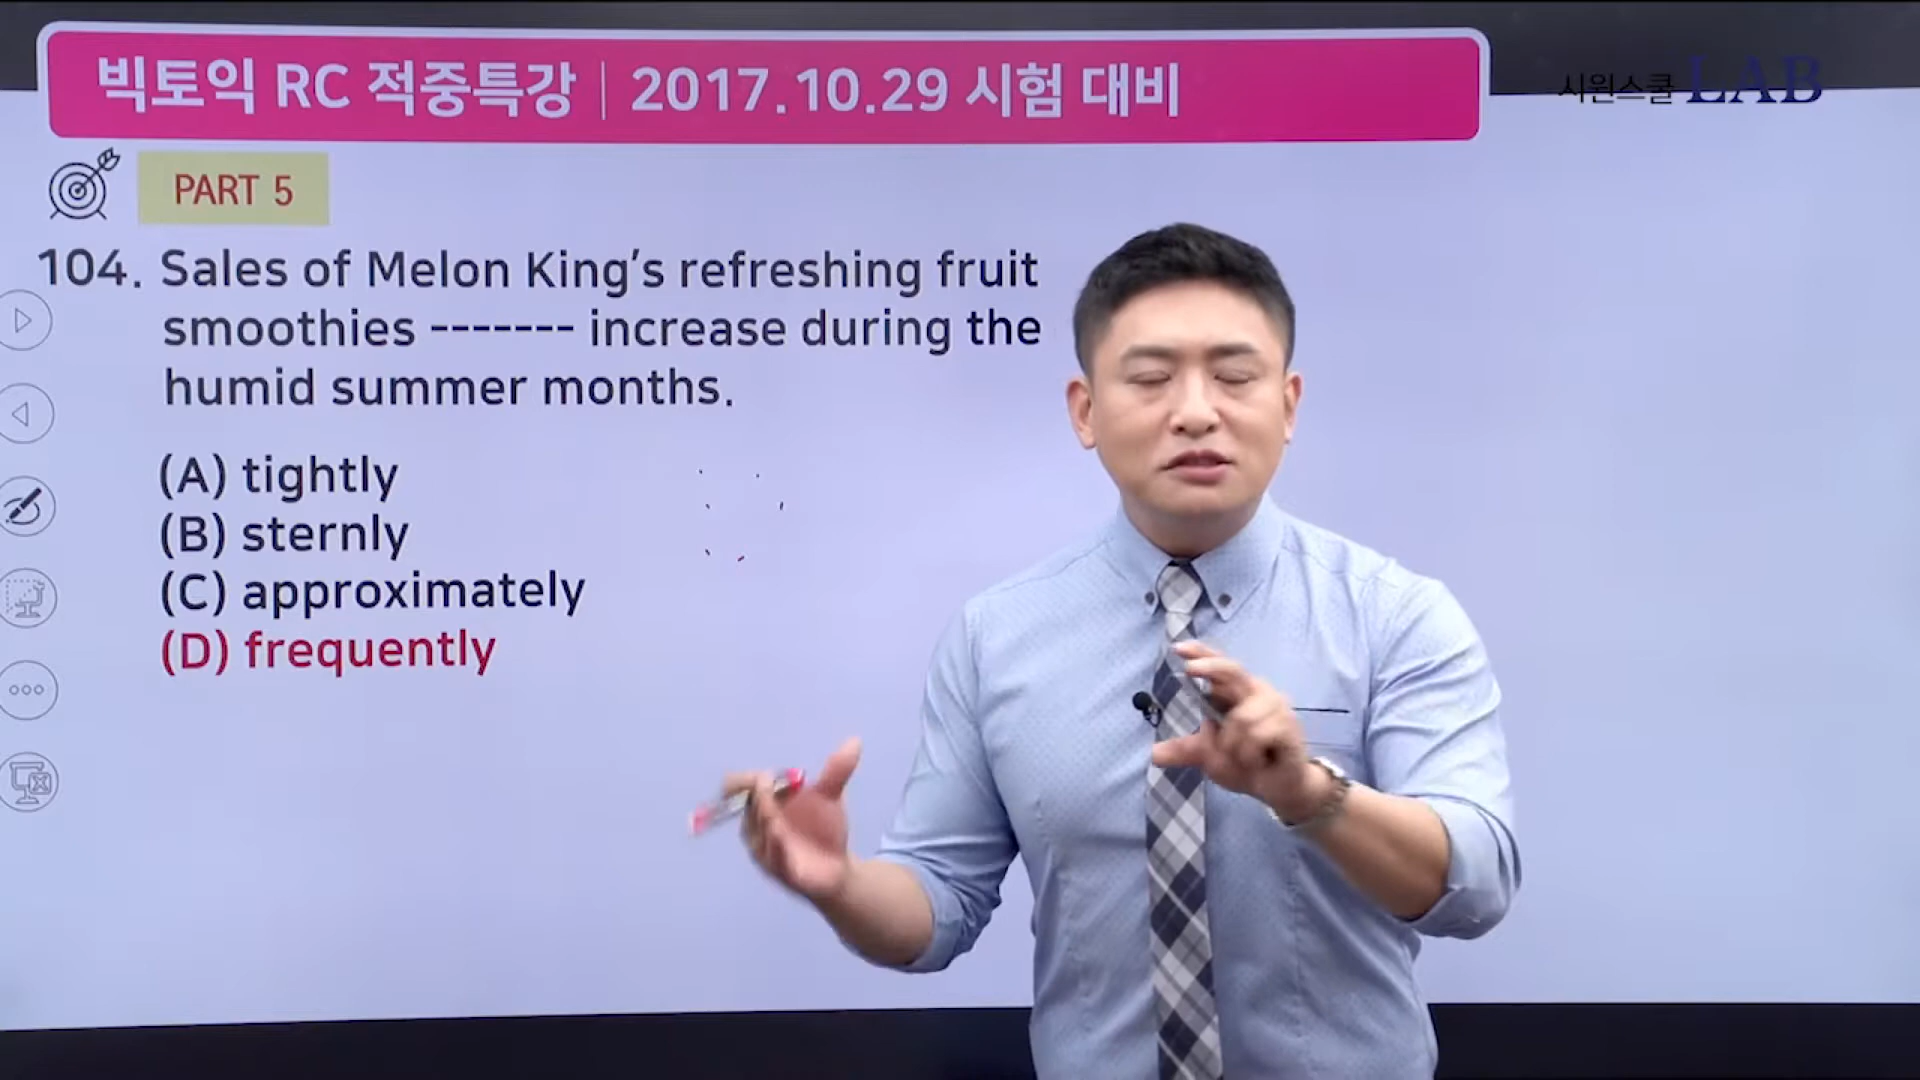 빅토익 RC 적중특강 | 2017.10.29 시험 대비
시원스쿨 LAB
PART 5
104. Sales of Melon King's refreshing fruit
smoothies ------- increase during the
humid summer months.
(A) tightly
(B) sternly
(C) approximately
(D) frequently